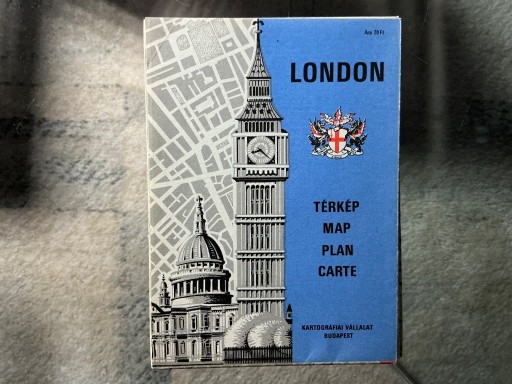 Ára 28 Ft
LONDON
TÉRKÉP
MAP
PLAN
CARTE
KARTOGRÁFIAI VÁLLALAT
BUDAPEST